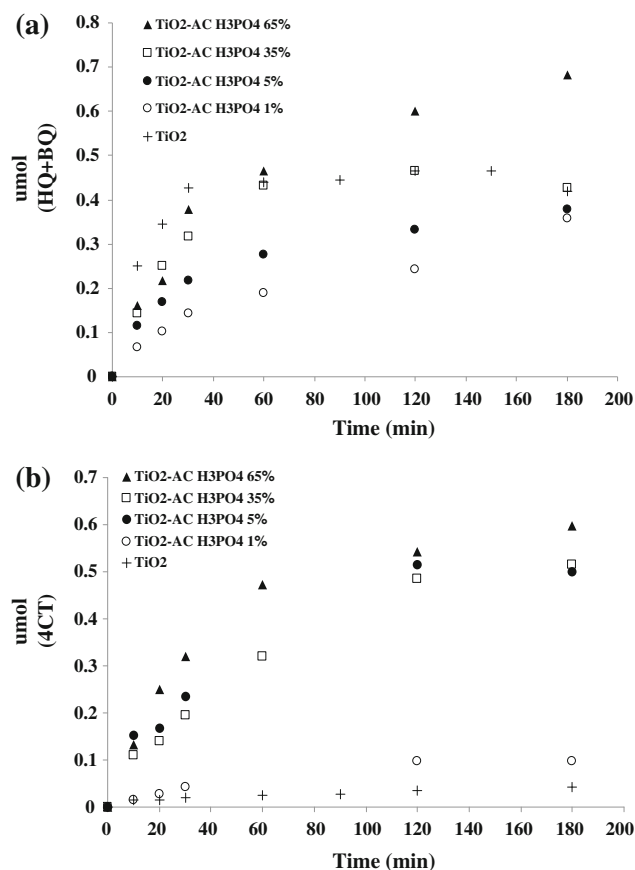 (a)
TiO2-AC H3PO4 65%
TiO2-AC H3PO4 35%
TiO2-AC H3PO4 5%
TiO2-AC H3PO4 1%
TiO2
0.8
0.7
0.6
0.5
0.4
0.3
0.2
0.1
0
umol
(HQ+BQ)
0 20 40 60 80 100 120 140 160 180 200
Time (min)
(b)
TiO2-AC H3PO4 65%
TiO2-AC H3PO4 35%
TiO2-AC H3PO4 5%
TiO2-AC H3PO4 1%
TiO2
0.7
0.6
0.5
0.4
0.3
0.2
0.1
0
umol
(4CT)
0 20 40 60 80 100 120 140 160 180 200
Time (min)